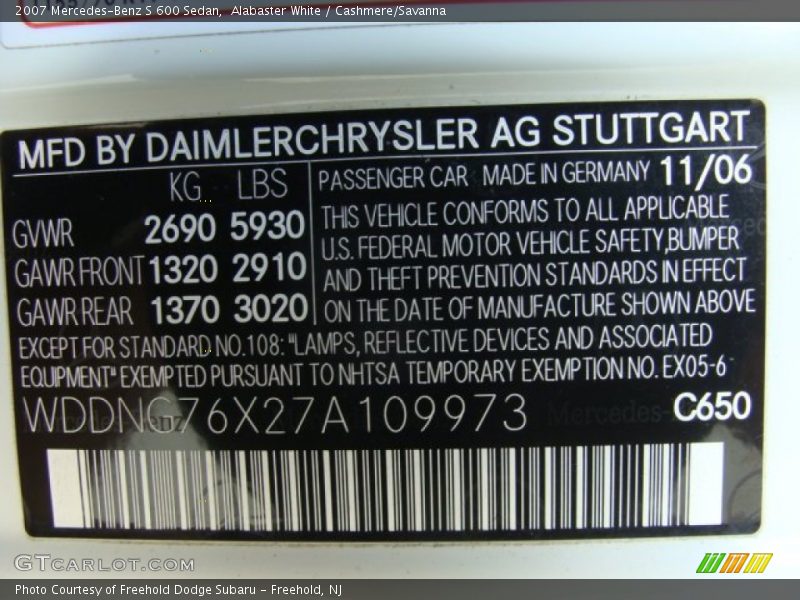 2007 Mercedes-Benz S 600 Sedan, Alabaster White / Cashmere/Savanna
MFD BY DAIMLERCHRYSLER AG STUTTGART
KG LBS
GVWR 2690 5930
GAWR FRONT 1320 2910
GAWR REAR 1370 3020
PASSENGER CAR MADE IN GERMANY 11/06
THIS VEHICLE CONFORMS TO ALL APPLICABLE
U.S. FEDERAL MOTOR VEHICLE SAFETY,BUMPER
AND THEFT PREVENTION STANDARDS IN EFFECT
ON THE DATE OF MANUFACTURE SHOWN ABOVE
EXCEPT FOR STANDARD NO.108: "LAMPS, REFLECTIVE DEVICES AND ASSOCIATED
EQUIPMENT" EXEMPTED PURSUANT TO NHTSA TEMPORARY EXEMPTION NO. EX05-6
WDDNG76X27A109973 C650
GTCARLOT.COM
Photo Courtesy of Freehold Dodge Subaru - Freehold, NJ